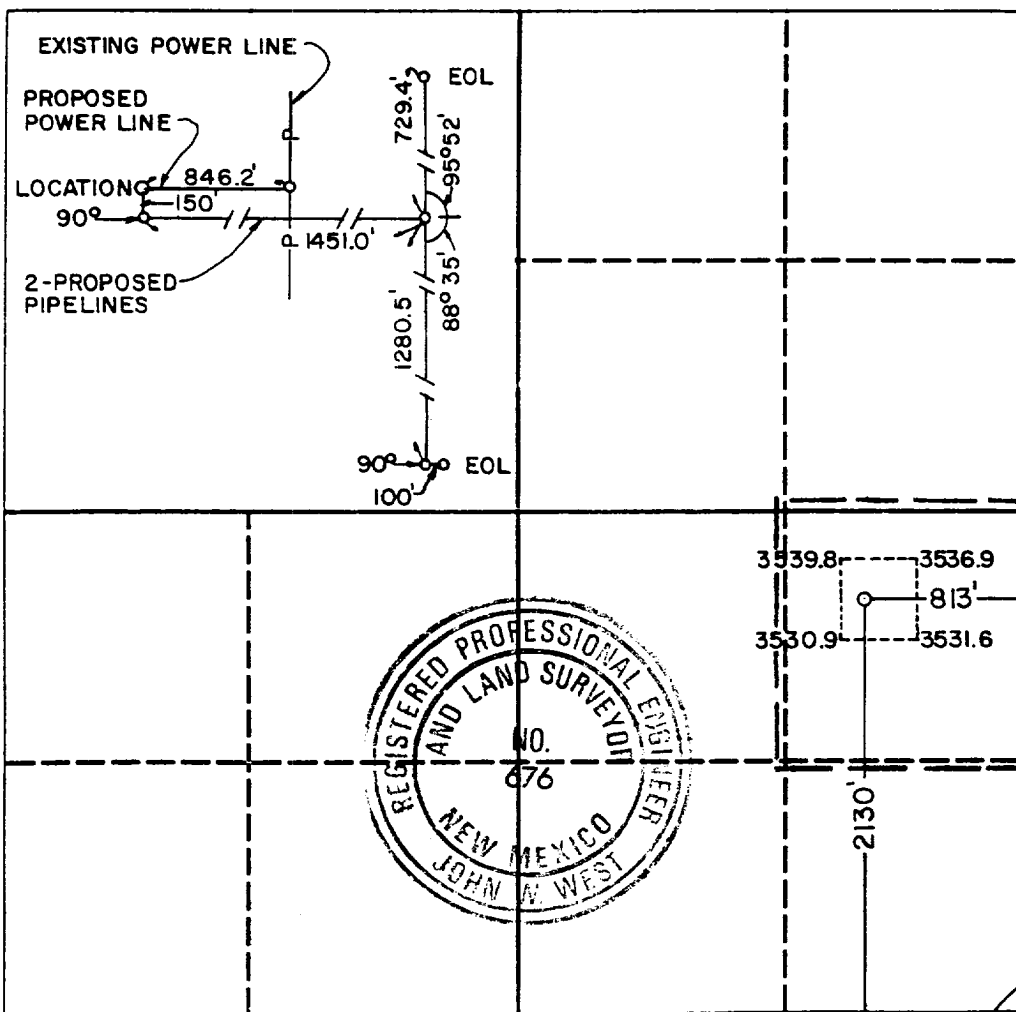 EXISTING POWER LINE
PROPOSED
POWER LINE
EOL
729.4'
95°52'
P
846.2'
LOCATION
150'
90°
P
1451.0'
2-PROPOSED
PIPELINES
1280.5'
88° 35'
90°
EOL
100'
3539.8
3536.9
813'
3530.9
3531.6
2130'
REGISTERED PROFESSIONAL ENGINEER
AND LAND SURVEYOR
NO.
676
NEW MEXICO
JOHN W. WEST